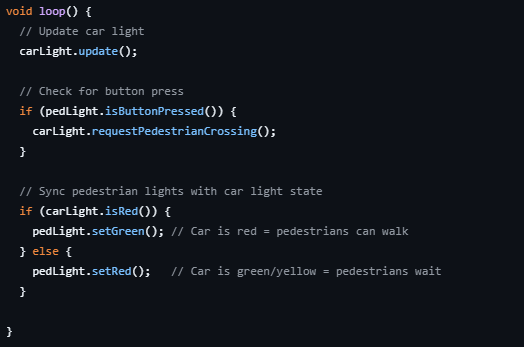 void loop() {
  // Update car light
  carLight.update();

  // Check for button press
  if (pedLight.isButtonPressed()) {
    carLight.requestPedestrianCrossing();
  }

  // Sync pedestrian lights with car light state
  if (carLight.isRed()) {
    pedLight.setGreen(); // Car is red = pedestrians can walk
  } else {
    pedLight.setRed();   // Car is green/yellow = pedestrians wait
  }

}